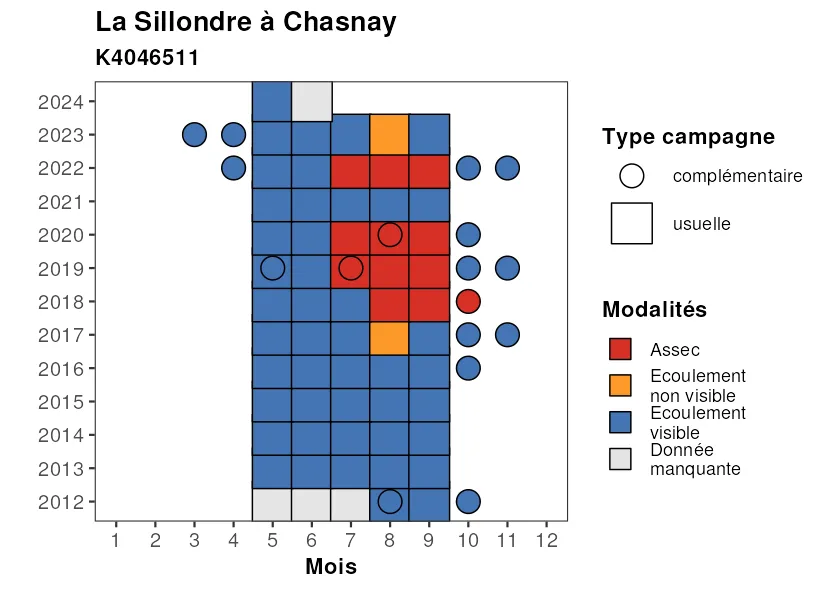 La Sillondre à Chasnay
K4046511
2024
2023
2022
2021
2020
2019
2018
2017
2016
2015
2014
2013
2012
1 2 3 4 5 6 7 8 9 10 11 12
Mois
Type campagne
complémentaire
usuelle
Modalités
Assec
Ecoulement
non visible
Ecoulement
visible
Donnée
manquante